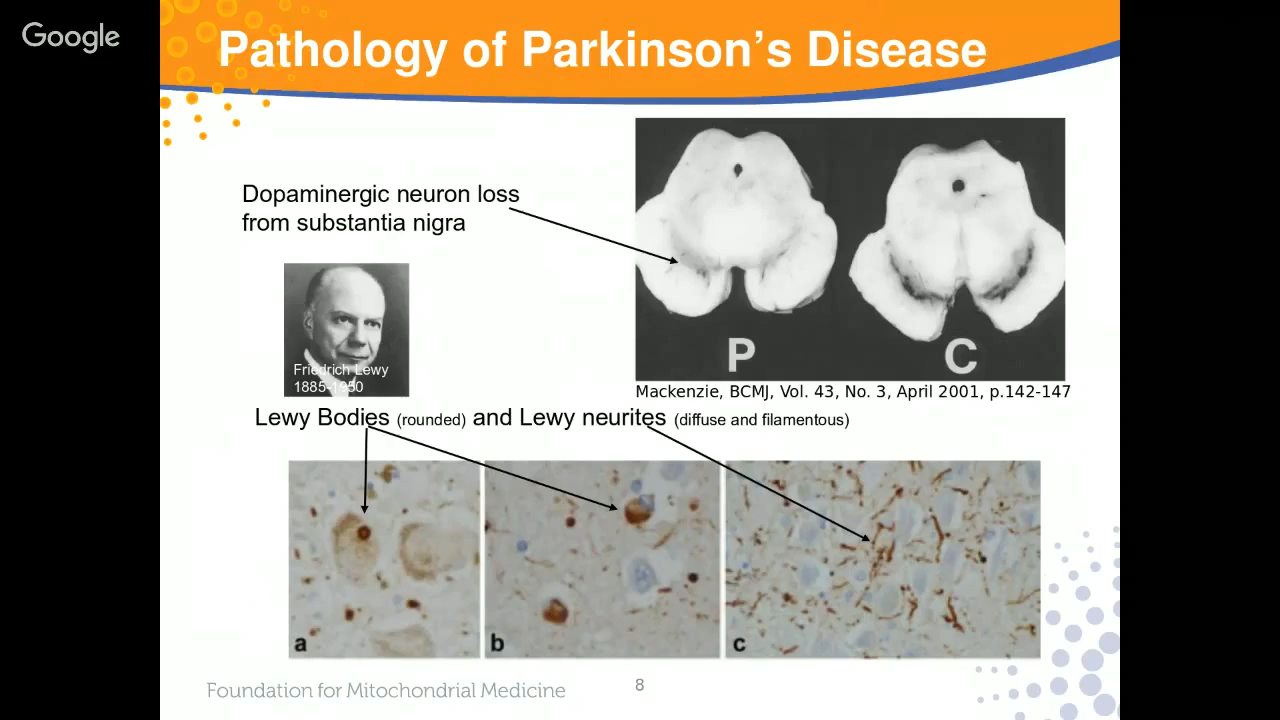 Google
Pathology of Parkinson's Disease
Dopaminergic neuron loss
from substantia nigra
P
C
Friedrich Lewy
1885-1950
Mackenzie, BCMJ, Vol. 43, No. 3, April 2001, p.142-147
Lewy Bodies (rounded) and Lewy neurites (diffuse and filamentous)
a
b
c
Foundation for Mitochondrial Medicine
8